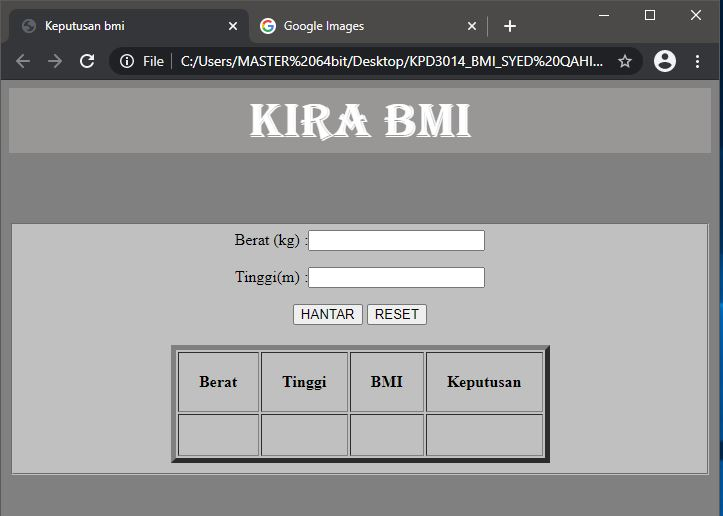 Keputusan bmi
Google Images
File
C:/Users/MASTER%2064bit/Desktop/KPD3014_BMI_SYED%20QAHI...
KIRA BMI
Berat (kg) :
Tinggi(m) :
HANTAR RESET
Berat Tinggi BMI Keputusan